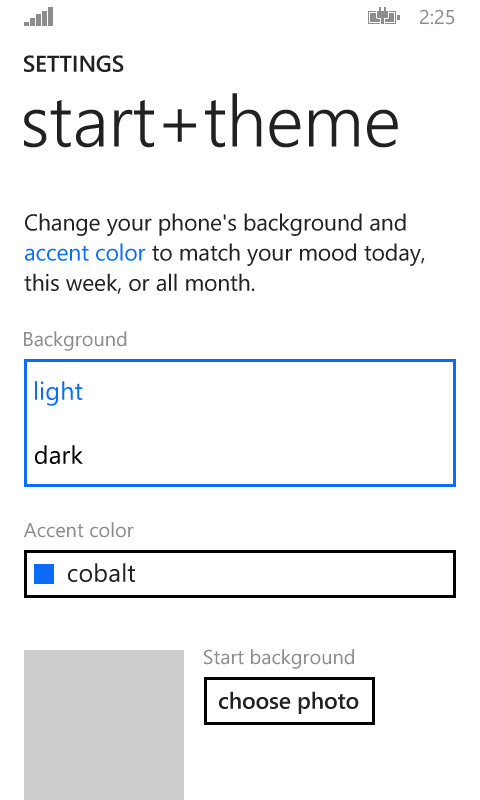 2:25
SETTINGS
start+theme
Change your phone's background and
accent color to match your mood today,
this week, or all month.
Background
light
dark
Accent color
cobalt
Start background
choose photo